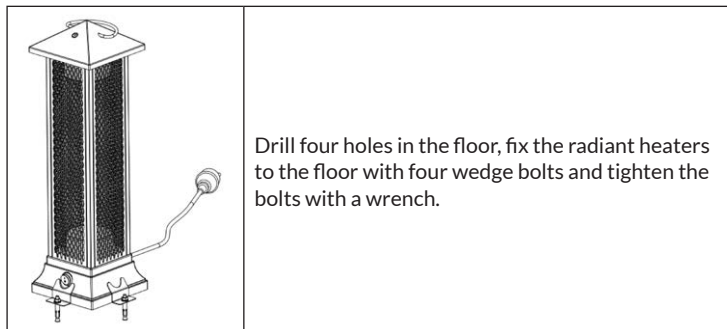 Drill four holes in the floor, fix the radiant heaters
to the floor with four wedge bolts and tighten the
bolts with a wrench.